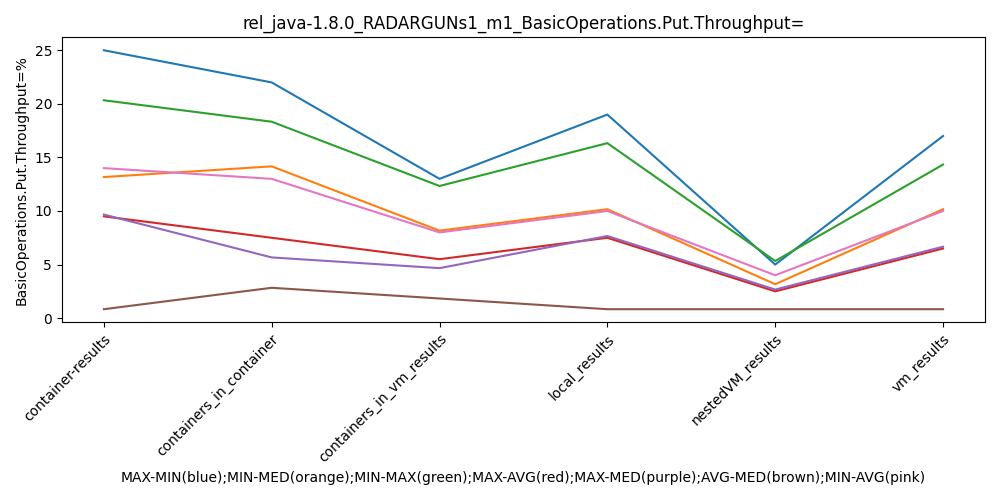 rel_java-1.8.0_RADARGUNs1_m1_BasicOperations.Put.Throughput=
BasicOperations.Put.Throughput=%
25
20
15
10
5
0
container-results
containers_in_container
containers_in_vm_results
local_results
nestedVM_results
vm_results
MAX-MIN(blue);MIN-MED(orange);MIN-MAX(green);MAX-AVG(red);MAX-MED(purple);AVG-MED(brown);MIN-AVG(pink)